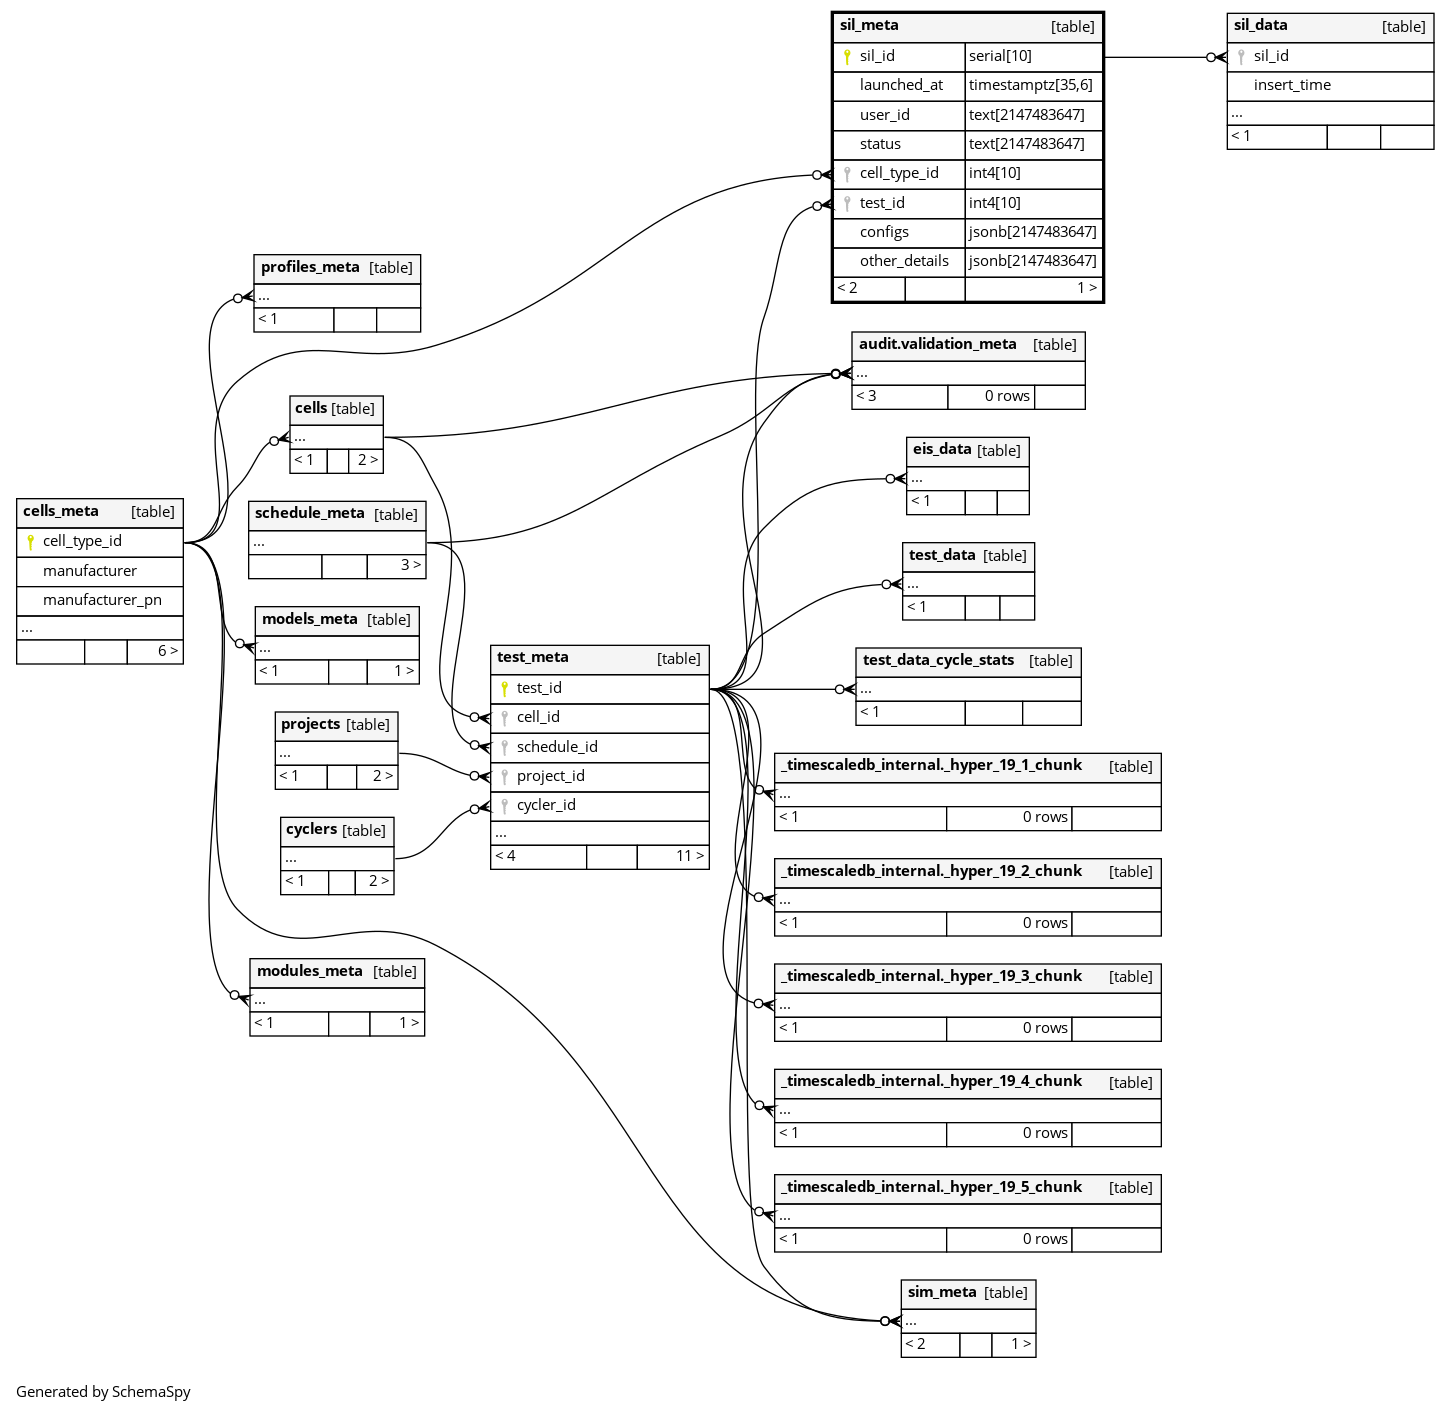 sil_meta [table]
sil_id serial[10]
launched_at timestamptz[35,6]
user_id text[2147483647]
status text[2147483647]
cell_type_id int4[10]
test_id int4[10]
configs jsonb[2147483647]
other_details jsonb[2147483647]
< 2 1 >
sil_data [table]
sil_id
insert_time
...
< 1
profiles_meta [table]
...
< 1
audit.validation_meta [table]
...
< 3 0 rows
cells [table]
...
< 1 2 >
eis_data [table]
...
< 1
cells_meta [table]
cell_type_id
manufacturer
manufacturer_pn
...
6 >
schedule_meta [table]
...
3 >
test_data [table]
...
< 1
models_meta [table]
...
< 1 1 >
test_meta [table]
test_id
cell_id
schedule_id
project_id
cycler_id
...
< 4 11 >
test_data_cycle_stats [table]
...
< 1
projects [table]
...
< 1 2 >
_timescaledb_internal._hyper_19_1_chunk [table]
...
< 1 0 rows
cyclers [table]
...
< 1 2 >
_timescaledb_internal._hyper_19_2_chunk [table]
...
< 1 0 rows
modules_meta [table]
...
< 1 1 >
_timescaledb_internal._hyper_19_3_chunk [table]
...
< 1 0 rows
_timescaledb_internal._hyper_19_4_chunk [table]
...
< 1 0 rows
_timescaledb_internal._hyper_19_5_chunk [table]
...
< 1 0 rows
sim_meta [table]
...
< 2 1 >
Generated by SchemaSpy